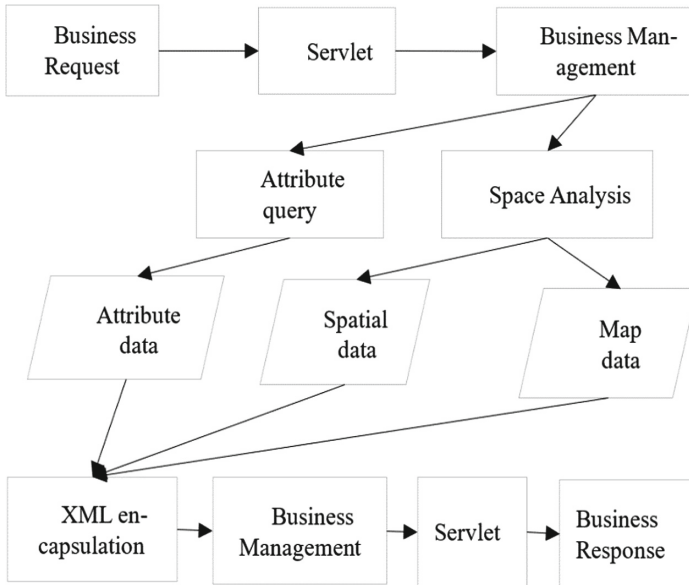 Business
Request
Servlet
Business Man-
agement
Attribute
query
Space Analysis
Attribute
data
Spatial
data
Map
data
XML en-
capsulation
Business
Management
Servlet
Business
Response